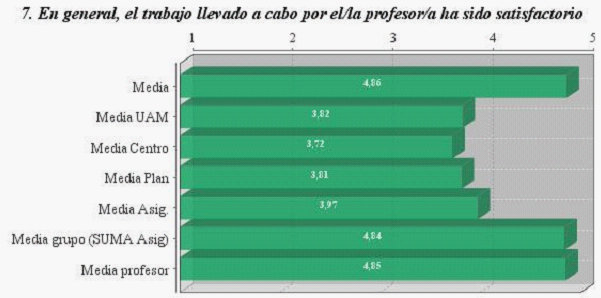 7. En general, el trabajo llevado a cabo por el/la profesor/a ha sido satisfactorio
1 2 3 4 5
Media 4,86
Media UAM 3,82
Media Centro 3,72
Media Plan 3,81
Media Asig. 3,97
Media grupo (SUMA Asig) 4,84
Media profesor 4,85